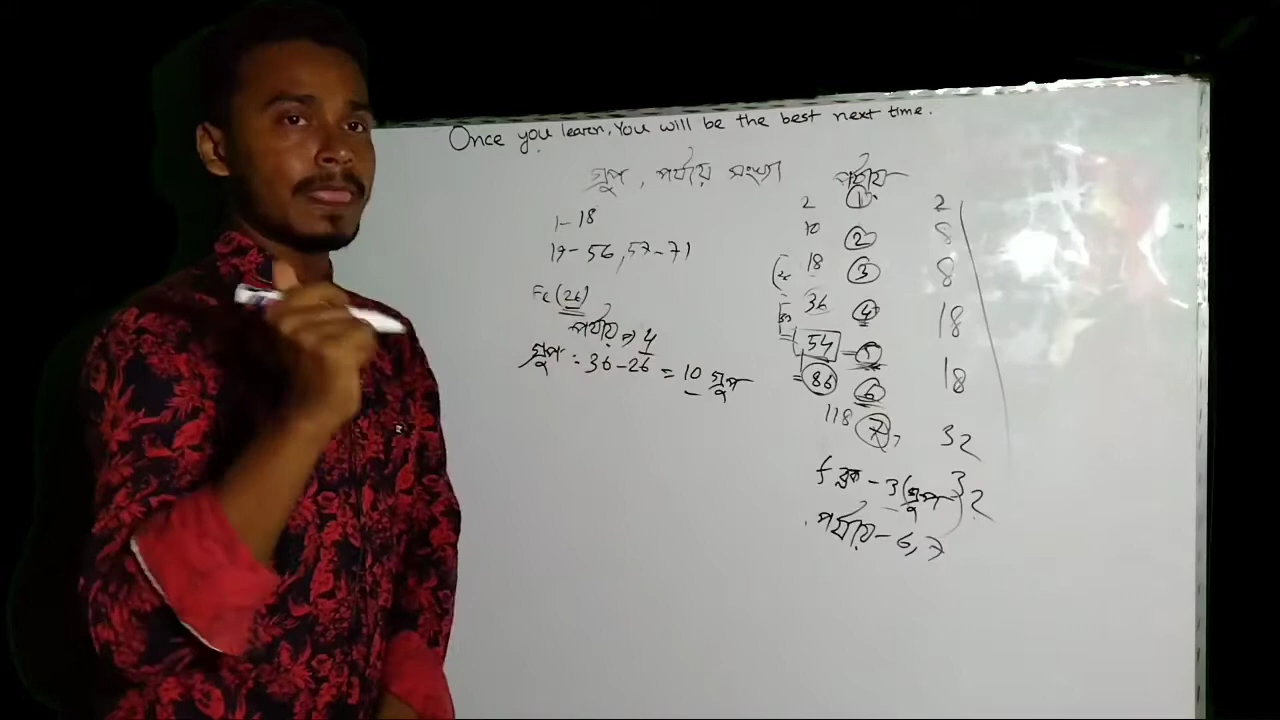 Once you learn, You will be the best next time.
গ্রুপ, পর্যায় সংখ্যা
1-18
19-56, 57-71
Fe (26)
পর্যায় ⇒ 4
গ্রুপ = 36-26 = 10 গ্রুপ
পর্যায়
2 1 2
10 2 8
18 3 8
36 4 18
54 = 5 18
= 86 6 32
118 7
f ব্লক - 3 (গ্রুপ
পর্যায় - 6, 7